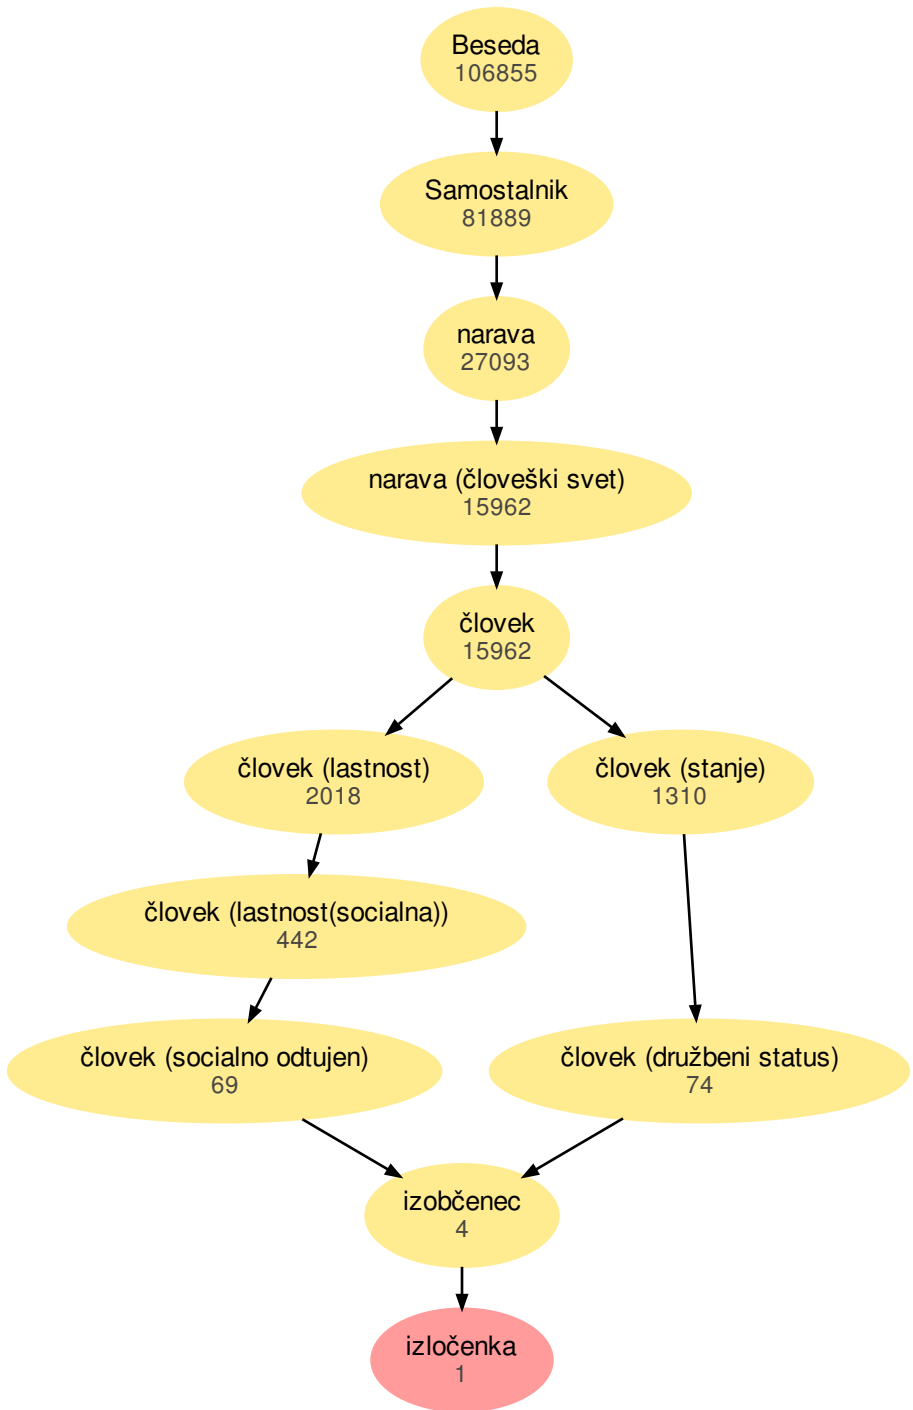 Beseda
106855
Samostalnik
81889
narava
27093
narava (človeški svet)
15962
človek
15962
človek (lastnost)
2018
človek (stanje)
1310
človek (lastnost(socialna))
442
človek (socialno odtujen)
69
človek (družbeni status)
74
izobčenec
4
izločenka
1